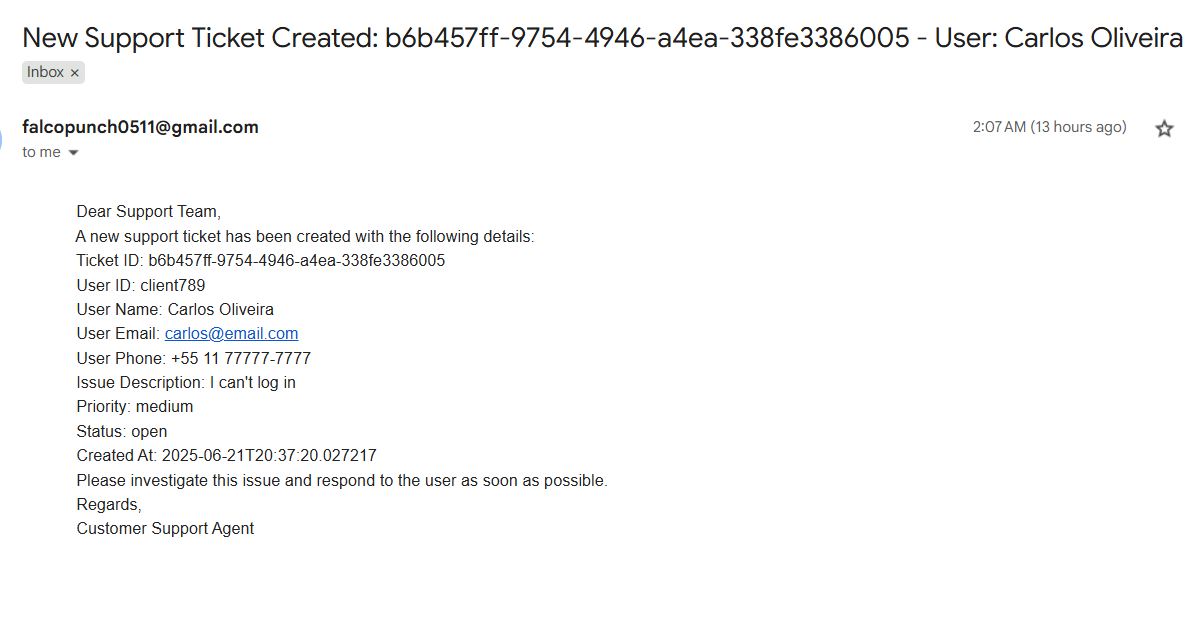 New Support Ticket Created: b6b457ff-9754-4946-a4ea-338fe3386005 - User: Carlos Oliveira
Inbox ×
falcopunch0511@gmail.com
2:07 AM (13 hours ago)
to me
Dear Support Team,
A new support ticket has been created with the following details:
Ticket ID: b6b457ff-9754-4946-a4ea-338fe3386005
User ID: client789
User Name: Carlos Oliveira
User Email: carlos@email.com
User Phone: +55 11 77777-7777
Issue Description: I can't log in
Priority: medium
Status: open
Created At: 2025-06-21T20:37:20.027217
Please investigate this issue and respond to the user as soon as possible.
Regards,
Customer Support Agent